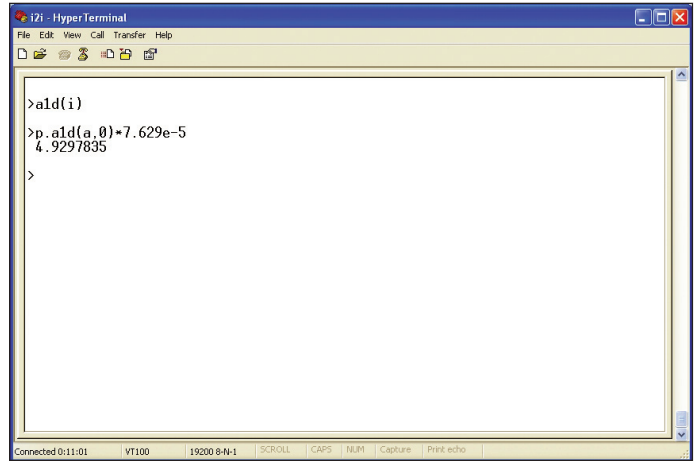 i2i - HyperTerminal
File Edit View Call Transfer Help
>a1d(i)
>p.a1d(a,0)*7.629e-5
4.9297835
>
Connected 0:11:01 VT100 19200 8-N-1 SCROLL CAPS NUM Capture Print echo